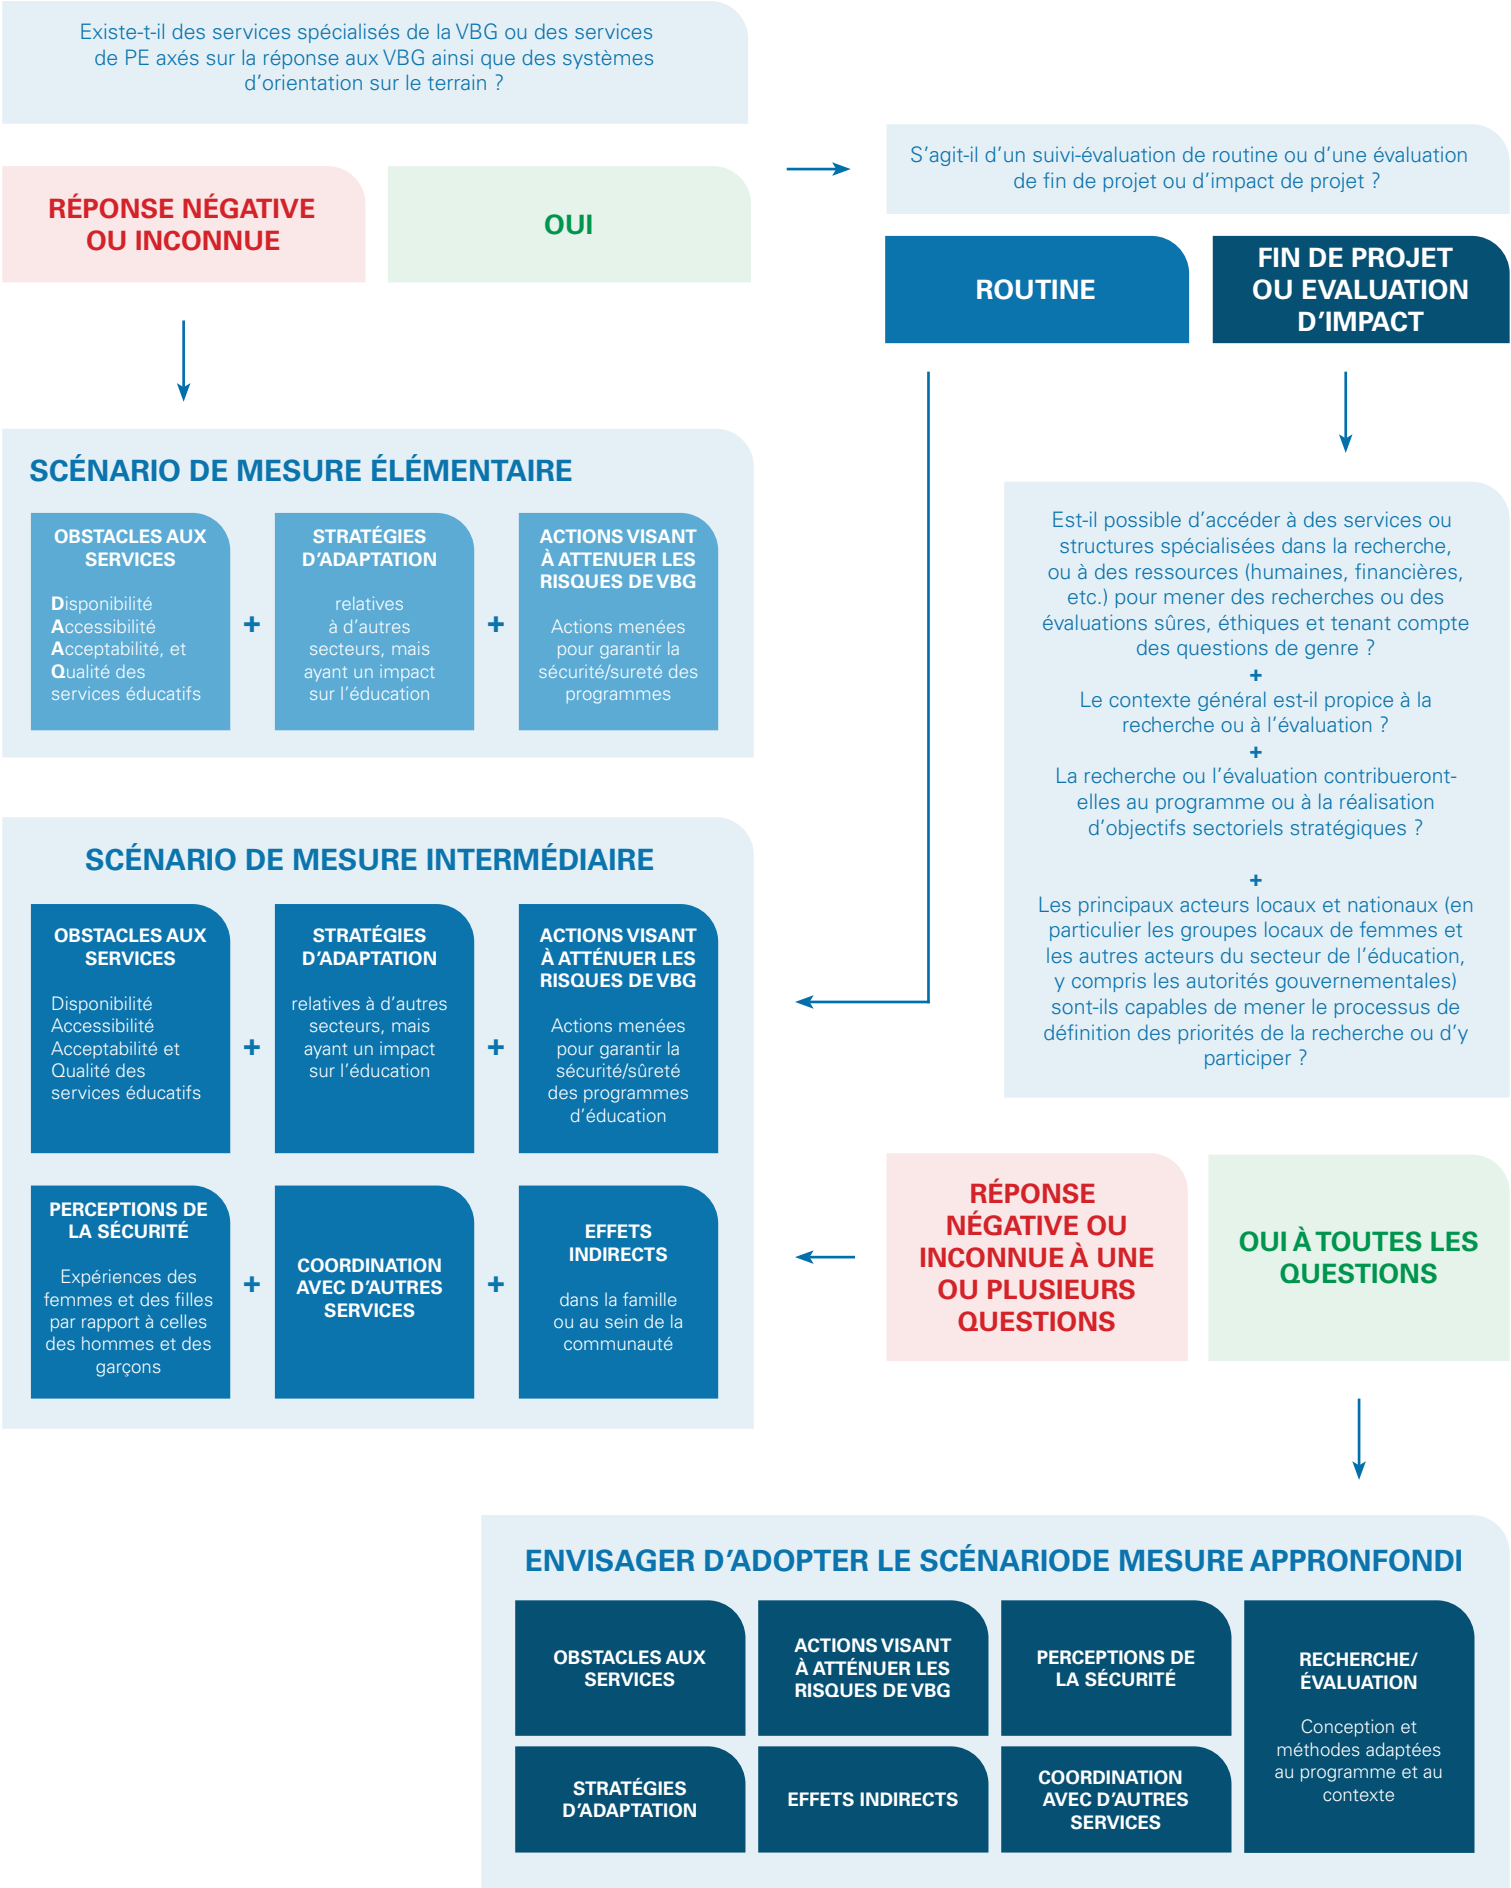 Existe-t-il des services spécialisés de la VBG ou des services
de PE axés sur la réponse aux VBG ainsi que des systèmes
d'orientation sur le terrain ?
RÉPONSE NÉGATIVE
OU INCONNUE
OUI
S'agit-il d'un suivi-évaluation de routine ou d'une évaluation
de fin de projet ou d'impact de projet ?
ROUTINE
FIN DE PROJET
OU EVALUATION
D'IMPACT
SCÉNARIO DE MESURE ÉLÉMENTAIRE
OBSTACLES AUX
SERVICES
Disponibilité
Accessibilité
Acceptabilité, et
Qualité des
services éducatifs
+
STRATÉGIES
D'ADAPTATION
relatives
à d'autres
secteurs, mais
ayant un impact
sur l'éducation
+
ACTIONS VISANT
À ATTENUER LES
RISQUES DE VBG
Actions menées
pour garantir la
sécurité/sureté des
programmes
Est-il possible d'accéder à des services ou
structures spécialisées dans la recherche,
ou à des ressources (humaines, financières,
etc.) pour mener des recherches ou des
évaluations sûres, éthiques et tenant compte
des questions de genre ?
+
Le contexte général est-il propice à la
recherche ou à l'évaluation ?
+
La recherche ou l'évaluation contribueront-
elles au programme ou à la réalisation
d'objectifs sectoriels stratégiques ?
+
Les principaux acteurs locaux et nationaux (en
particulier les groupes locaux de femmes et
les autres acteurs du secteur de l'éducation,
y compris les autorités gouvernementales)
sont-ils capables de mener le processus de
définition des priorités de la recherche ou d'y
participer ?
SCÉNARIO DE MESURE INTERMÉDIAIRE
OBSTACLES AUX
SERVICES
Disponibilité
Accessibilité
Acceptabilité et
Qualité des
services éducatifs
+
STRATÉGIES
D'ADAPTATION
relatives à d'autres
secteurs, mais
ayant un impact
sur l'éducation
+
ACTIONS VISANT
À ATTÉNUER LES
RISQUES DE VBG
Actions menées
pour garantir la
sécurité/sûreté
des programmes
d'éducation
PERCEPTIONS DE
LA SÉCURITÉ
Expériences des
femmes et des filles
par rapport à celles
des hommes et des
garçons
+
COORDINATION
AVEC D'AUTRES
SERVICES
+
EFFETS
INDIRECTS
dans la famille
ou au sein de la
communauté
RÉPONSE
NÉGATIVE OU
INCONNUE À UNE
OU PLUSIEURS
QUESTIONS
OUI À TOUTES LES
QUESTIONS
ENVISAGER D'ADOPTER LE SCÉNARIODE MESURE APPRONFONDI
OBSTACLES AUX
SERVICES
ACTIONS VISANT
À ATTÉNUER LES
RISQUES DE VBG
PERCEPTIONS DE
LA SÉCURITÉ
RECHERCHE/
ÉVALUATION
Conception et
méthodes adaptées
au programme et au
contexte
STRATÉGIES
D'ADAPTATION
EFFETS INDIRECTS
COORDINATION
AVEC D'AUTRES
SERVICES